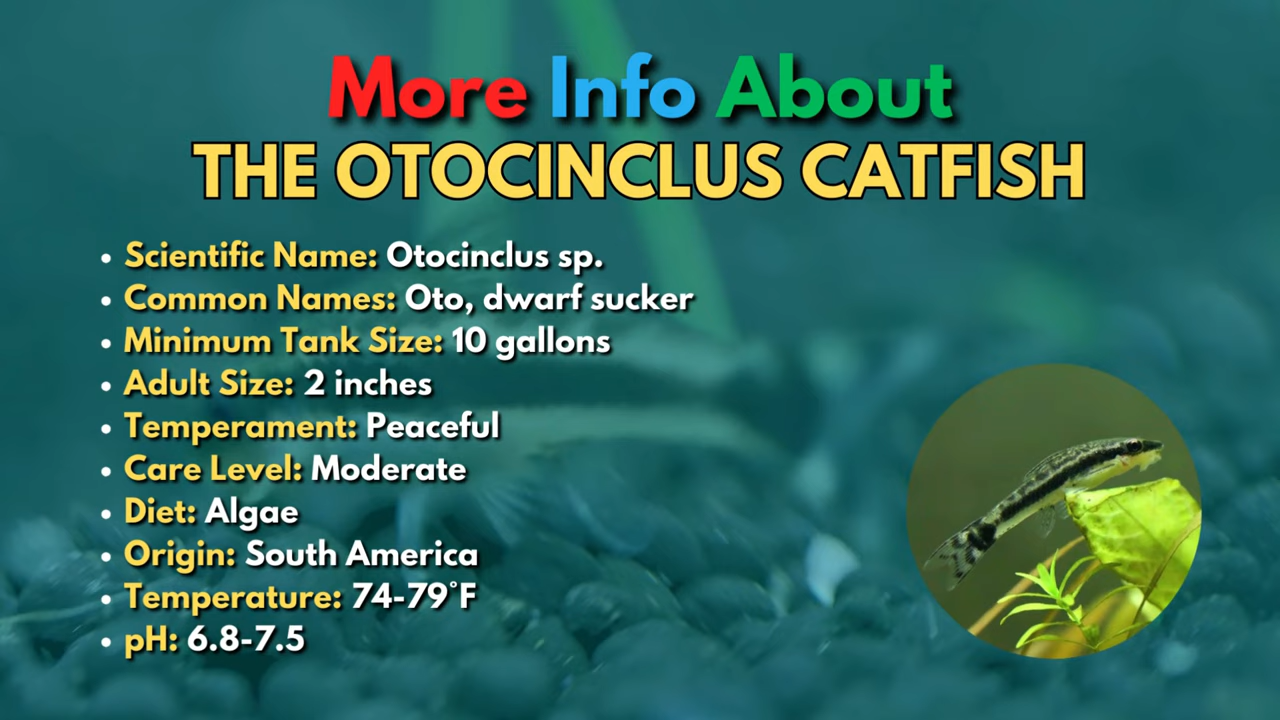 More Info About
THE OTOCINCLUS CATFISH
• Scientific Name: Otocinclus sp.
• Common Names: Oto, dwarf sucker
• Minimum Tank Size: 10 gallons
• Adult Size: 2 inches
• Temperament: Peaceful
• Care Level: Moderate
• Diet: Algae
• Origin: South America
• Temperature: 74-79°F
• pH: 6.8-7.5